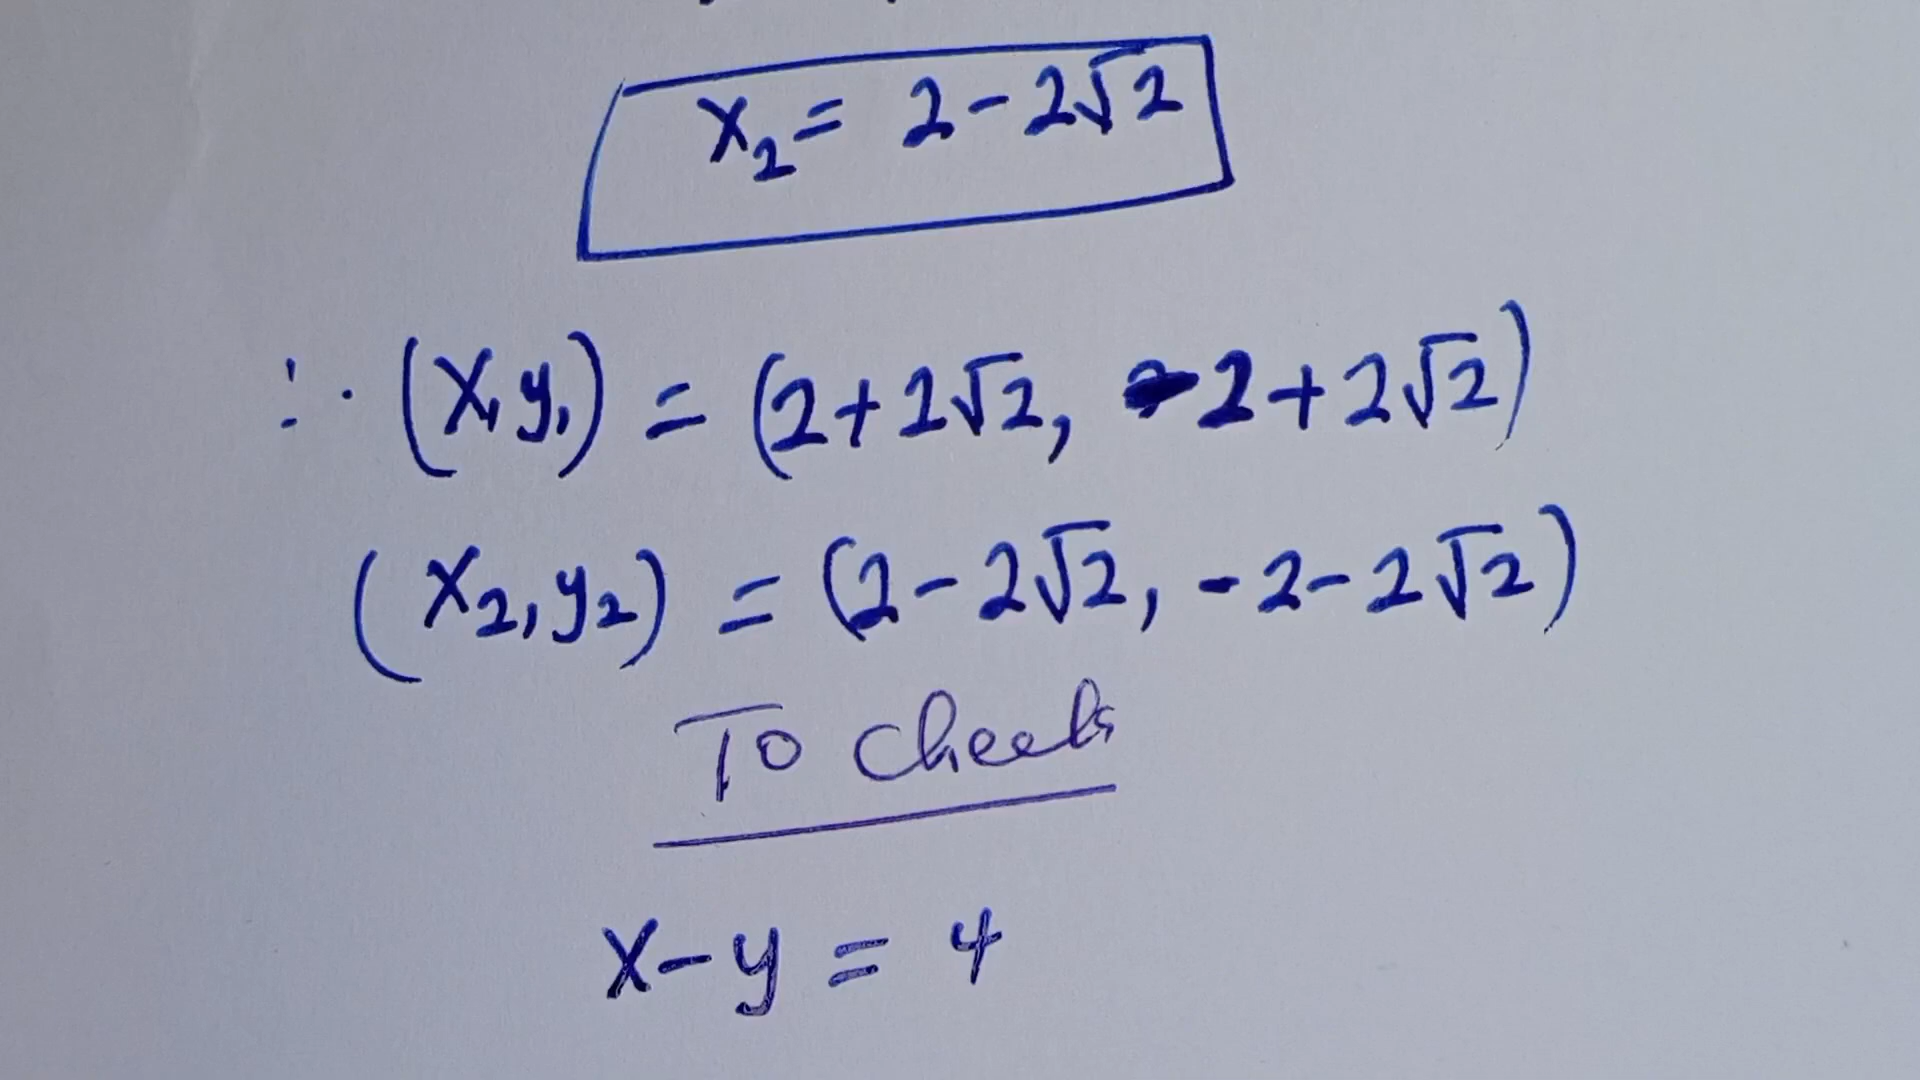 x₂ = 2 - 2√2
∴ (x₁ y₁) = (2 + 2√2, -2 + 2√2)
(x₂, y₂) = (2 - 2√2, -2 - 2√2)
To Check
x - y = 4